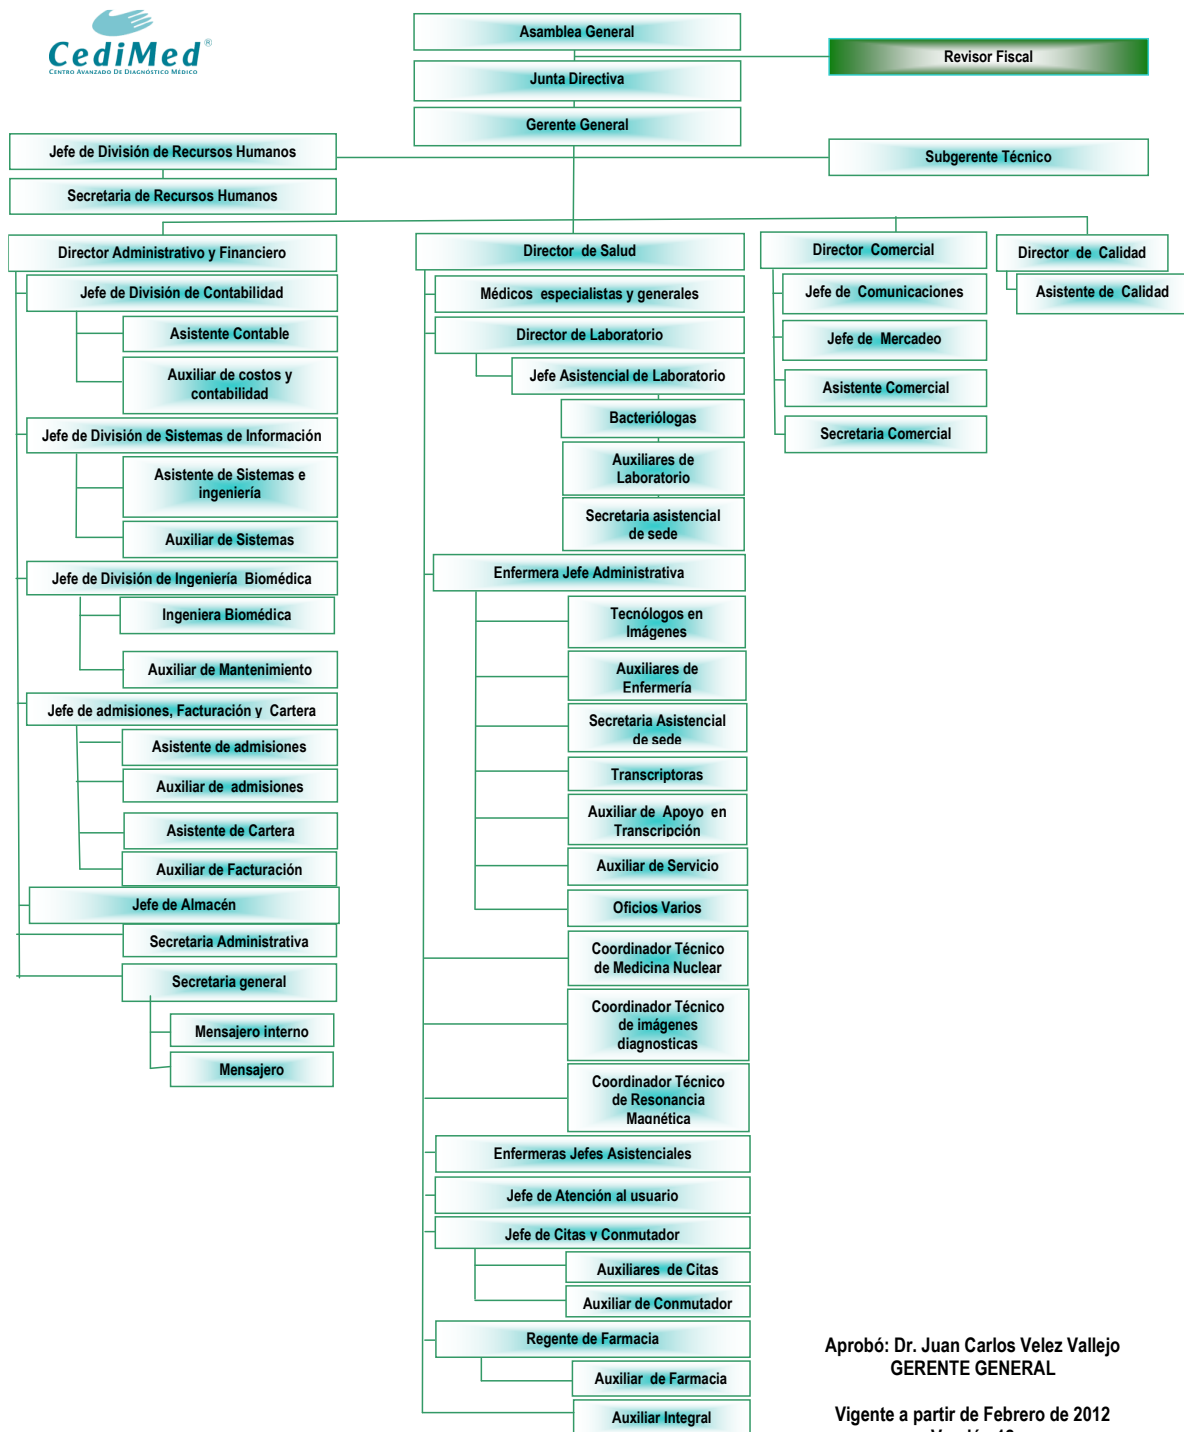 CediMed®
Centro Avanzado De Diagnóstico Médico
Asamblea General
Revisor Fiscal
Junta Directiva
Gerente General
Jefe de División de Recursos Humanos
Subgerente Técnico
Secretaria de Recursos Humanos
Director Administrativo y Financiero
Jefe de División de Contabilidad
Asistente Contable
Auxiliar de costos y
contabilidad
Jefe de División de Sistemas de Información
Asistente de Sistemas e
ingeniería
Auxiliar de Sistemas
Jefe de División de Ingeniería Biomédica
Ingeniera Biomédica
Auxiliar de Mantenimiento
Jefe de admisiones, Facturación y Cartera
Asistente de admisiones
Auxiliar de admisiones
Asistente de Cartera
Auxiliar de Facturación
Jefe de Almacén
Secretaria Administrativa
Secretaria general
Mensajero interno
Mensajero
Director de Salud
Médicos especialistas y generales
Director de Laboratorio
Jefe Asistencial de Laboratorio
Bacteriólogas
Auxiliares de
Laboratorio
Secretaria asistencial
de sede
Enfermera Jefe Administrativa
Tecnólogos en
Imágenes
Auxiliares de
Enfermería
Secretaria Asistencial
de sede
Transcriptoras
Auxiliar de Apoyo en
Transcripción
Auxiliar de Servicio
Oficios Varios
Coordinador Técnico
de Medicina Nuclear
Coordinador Técnico
de imágenes
diagnosticas
Coordinador Técnico
de Resonancia
Magnética
Enfermeras Jefes Asistenciales
Jefe de Atención al usuario
Jefe de Citas y Conmutador
Auxiliares de Citas
Auxiliar de Conmutador
Regente de Farmacia
Auxiliar de Farmacia
Auxiliar Integral
Director Comercial
Jefe de Comunicaciones
Jefe de Mercadeo
Asistente Comercial
Secretaria Comercial
Director de Calidad
Asistente de Calidad
Aprobó: Dr. Juan Carlos Velez Vallejo
GERENTE GENERAL
Vigente a partir de Febrero de 2012